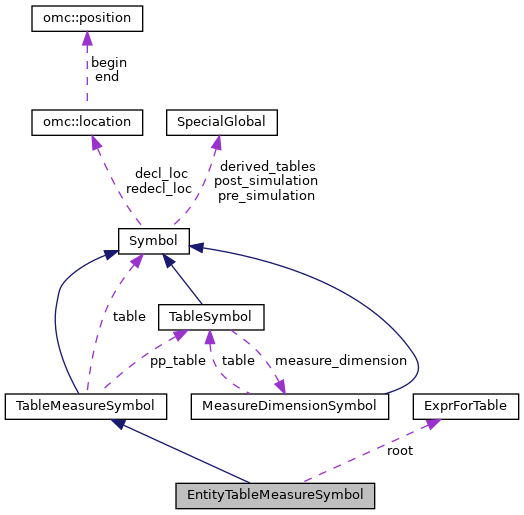 omc::position
begin
end
omc::location
SpecialGlobal
decl_loc
redecl_loc
derived_tables
post_simulation
pre_simulation
Symbol
table
TableSymbol
pp_table
table
measure_dimension
TableMeasureSymbol
MeasureDimensionSymbol
ExprForTable
root
EntityTableMeasureSymbol